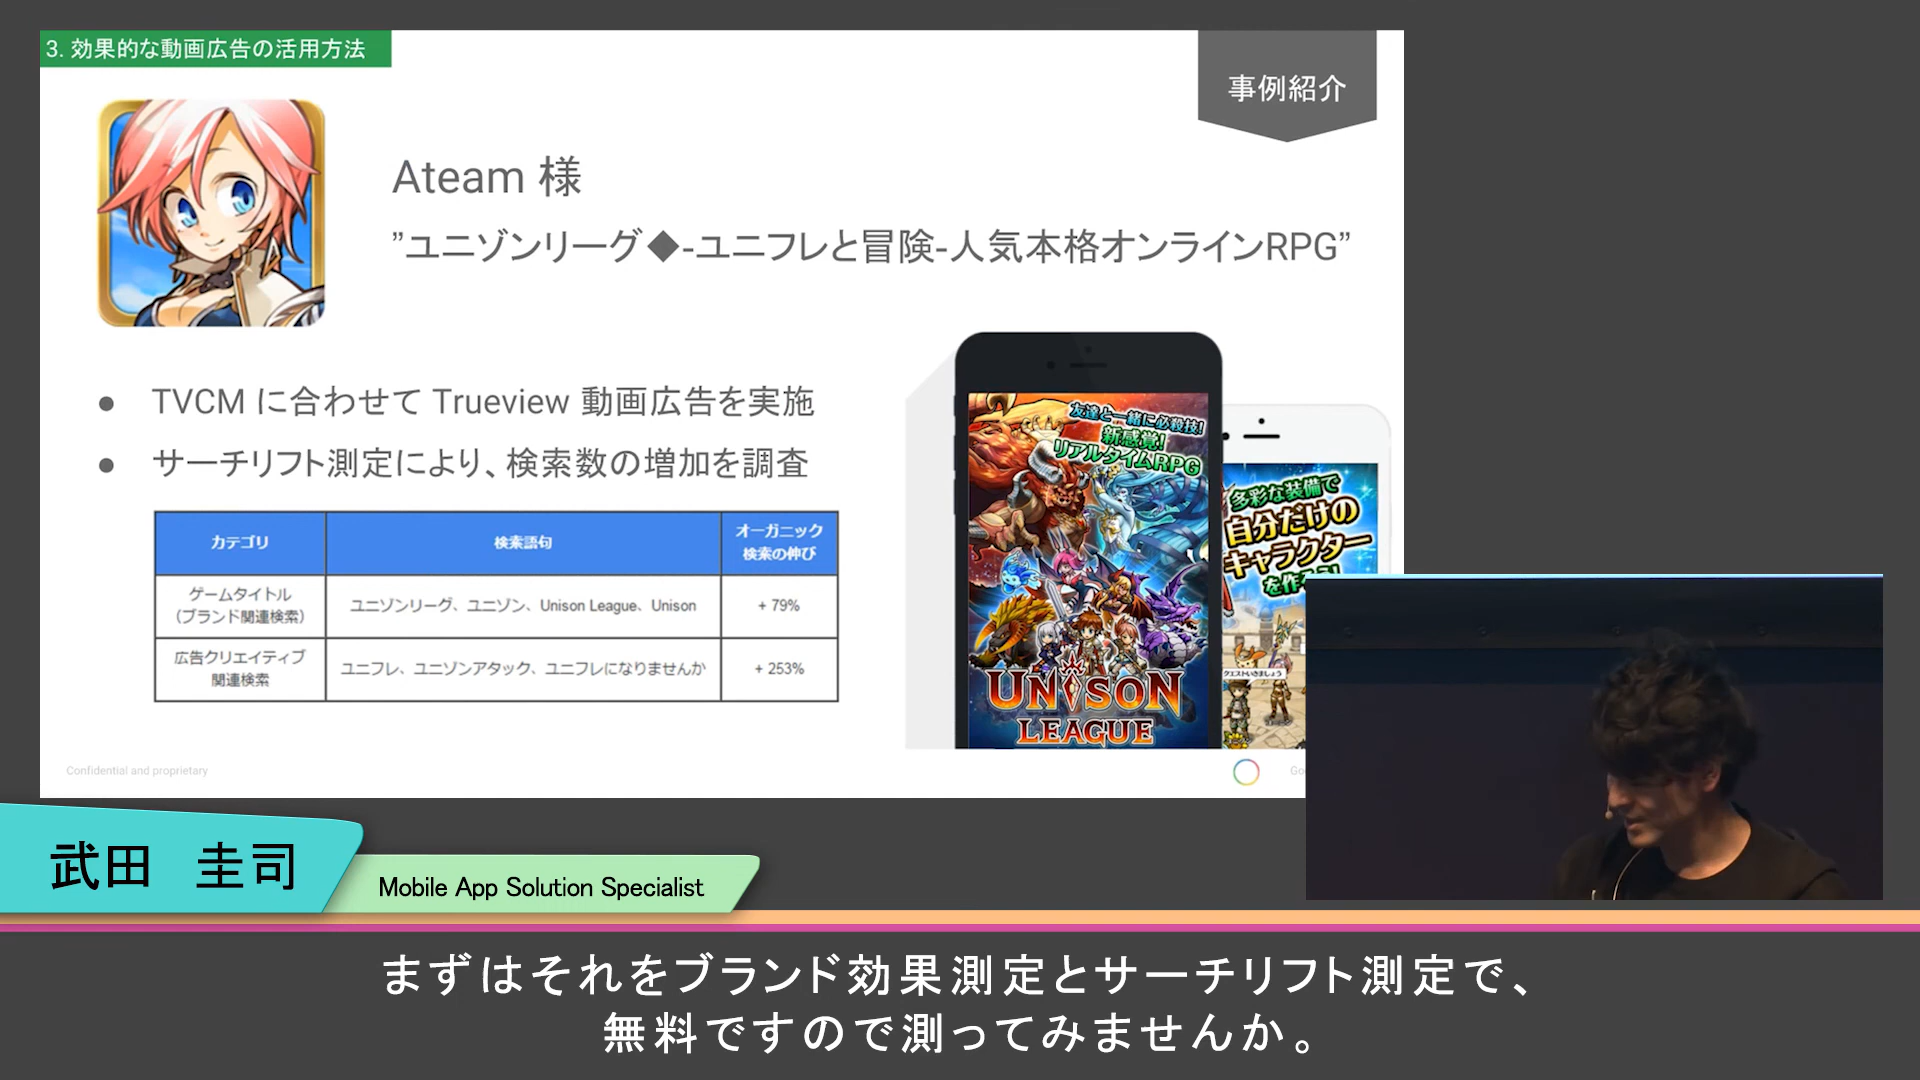 3. 効果的な動画広告の活用方法
事例紹介
Ateam 様
”ユニゾンリーグ◆-ユニフレと冒険-人気本格オンラインRPG”
● TVCM に合わせて Trueview 動画広告を実施
● サーチリフト測定により、検索数の増加を調査
カテゴリ 検索語句 オーガニック
検索の伸び
ゲームタイトル
（ブランド関連検索） ユニゾンリーグ、ユニゾン、Unison League、Unison + 79%
広告クリエイティブ
関連検索 ユニフレ、ユニゾンアタック、ユニフレになりませんか + 253%
友達と一緒に必殺技!
新感覚!
リアルタイムRPG
UNISON
LEAGUE
多彩な装備で
自分だけの
キャラクター
を作
クエストいきましょう
Confidential and proprietary
武田 圭司
Mobile App Solution Specialist
まずはそれをブランド効果測定とサーチリフト測定で、
無料ですので測ってみませんか。